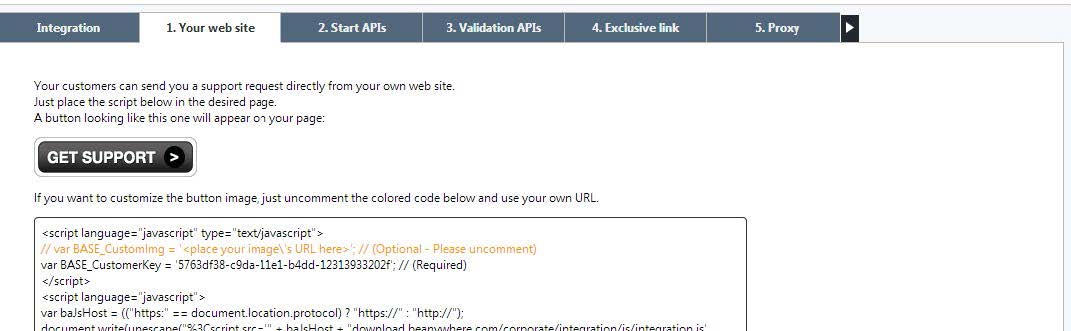 Integration
1. Your web site
2. Start APIs
3. Validation APIs
4. Exclusive link
5. Proxy
Your customers can send you a support request directly from your own web site.
Just place the script below in the desired page.
A button looking like this one will appear on your page:
GET SUPPORT >
If you want to customize the button image, just uncomment the colored code below and use your own URL.
<script language="javascript" type="text/javascript">
// var BASE_CustomImg = '<place your image\'s URL here>'; // (Optional - Please uncomment)
var BASE_CustomerKey = '5763df38-c9da-11e1-b4dd-12313933202f'; // (Required)
</script>
<script language="javascript">
var baJsHost = (("https:" == document.location.protocol) ? "https://" : "http://");
document.write(unescape("%3Cscript src='" + baJsHost + "download.beanywhere.com/corporate/integration/js/integration.js'